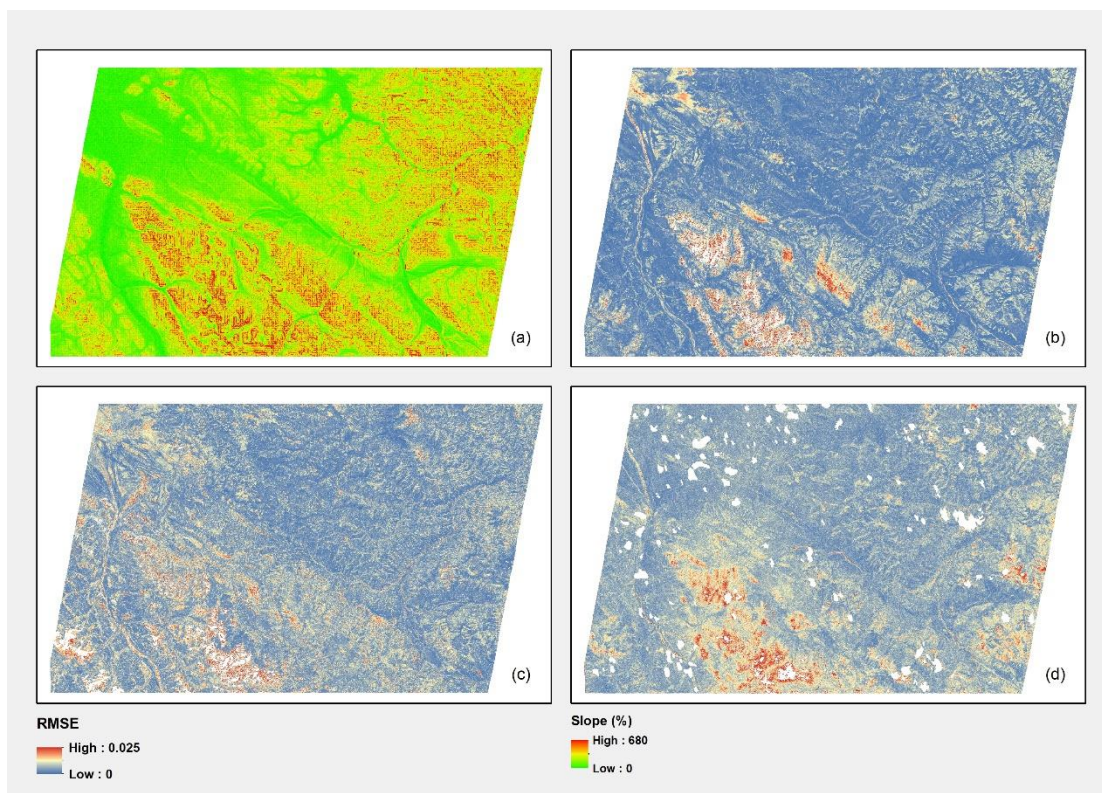 (a)
(b)
(c)
(d)
RMSE
High : 0.025
Low : 0
Slope (%)
High : 680
Low : 0